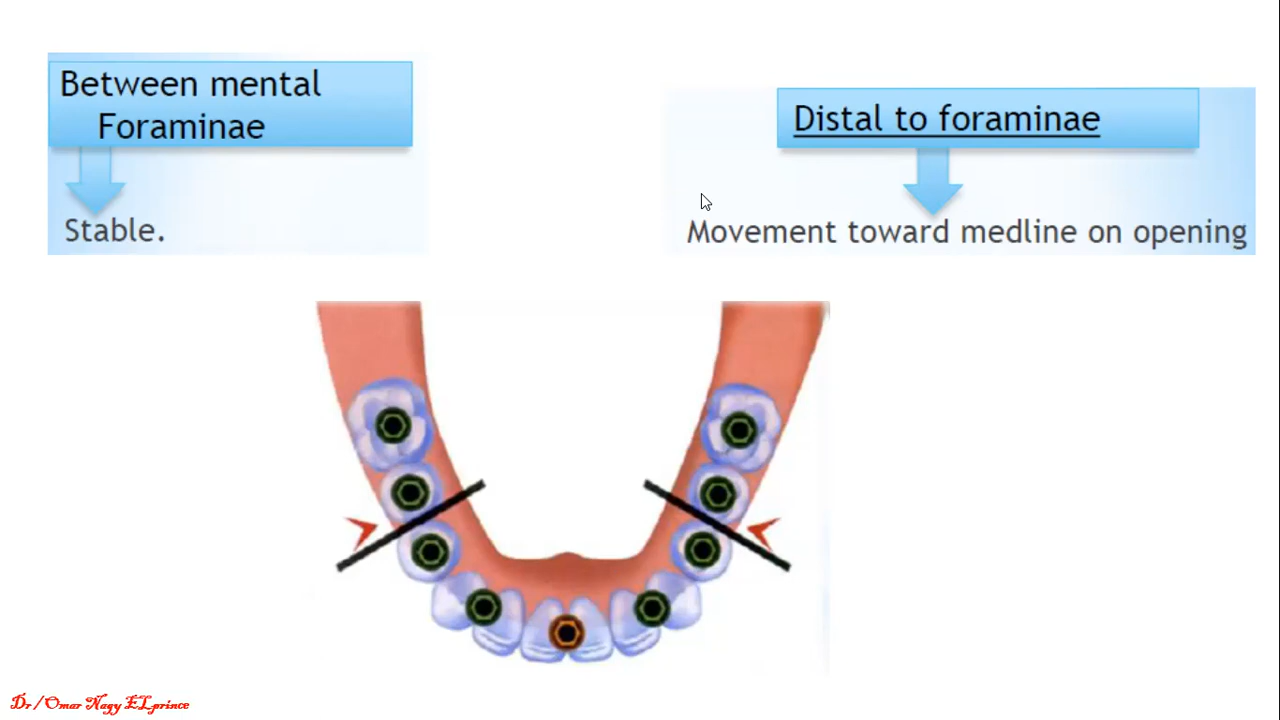 Between mental
Foraminae
Stable.
Distal to foraminae
Movement toward medline on opening
Dr/Omar Nagy ELprince